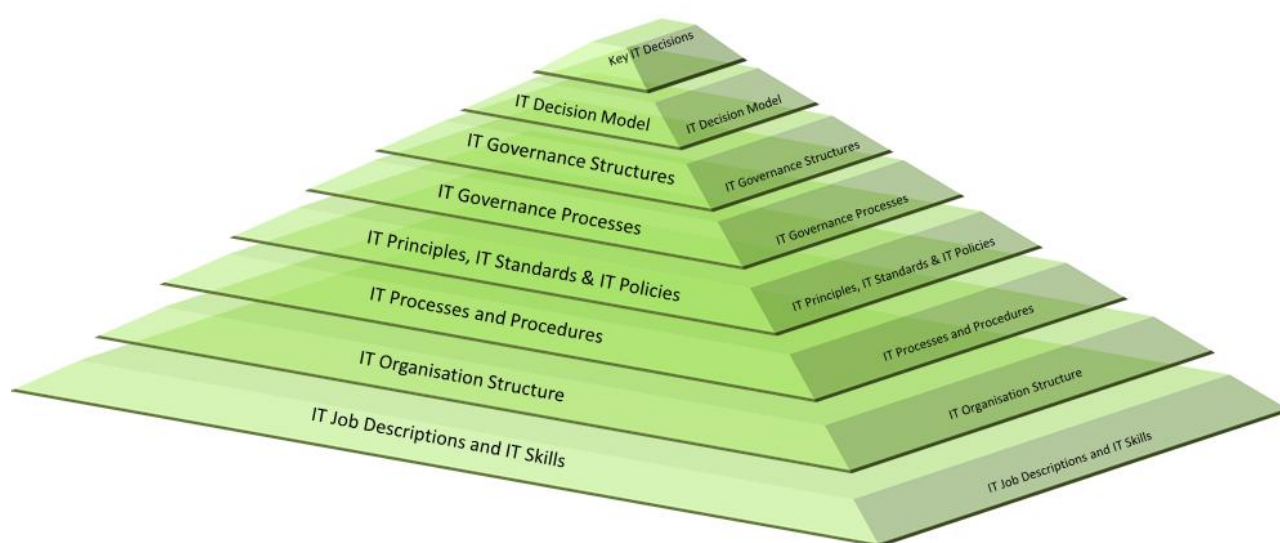 Key IT Decisions
IT Decision Model
IT Decision Model
IT Governance Structures
IT Governance Structures
IT Governance Processes
IT Governance Processes
IT Principles, IT Standards & IT Policies
IT Principles, IT Standards & IT Policies
IT Processes and Procedures
IT Processes and Procedures
IT Organisation Structure
IT Organisation Structure
IT Job Descriptions and IT Skills
IT Job Descriptions and IT Skills